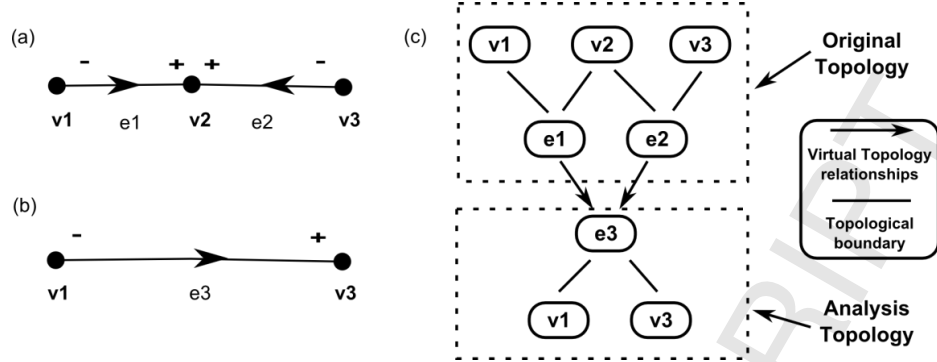 (a)
- + + -
v1 e1 v2 e2 v3
(b)
- +
v1 e3 v3
(c)
v1 v2 v3
e1 e2
e3
v1 v3
Original
Topology
Virtual Topology
relationships
Topological
boundary
Analysis
Topology
RIPT